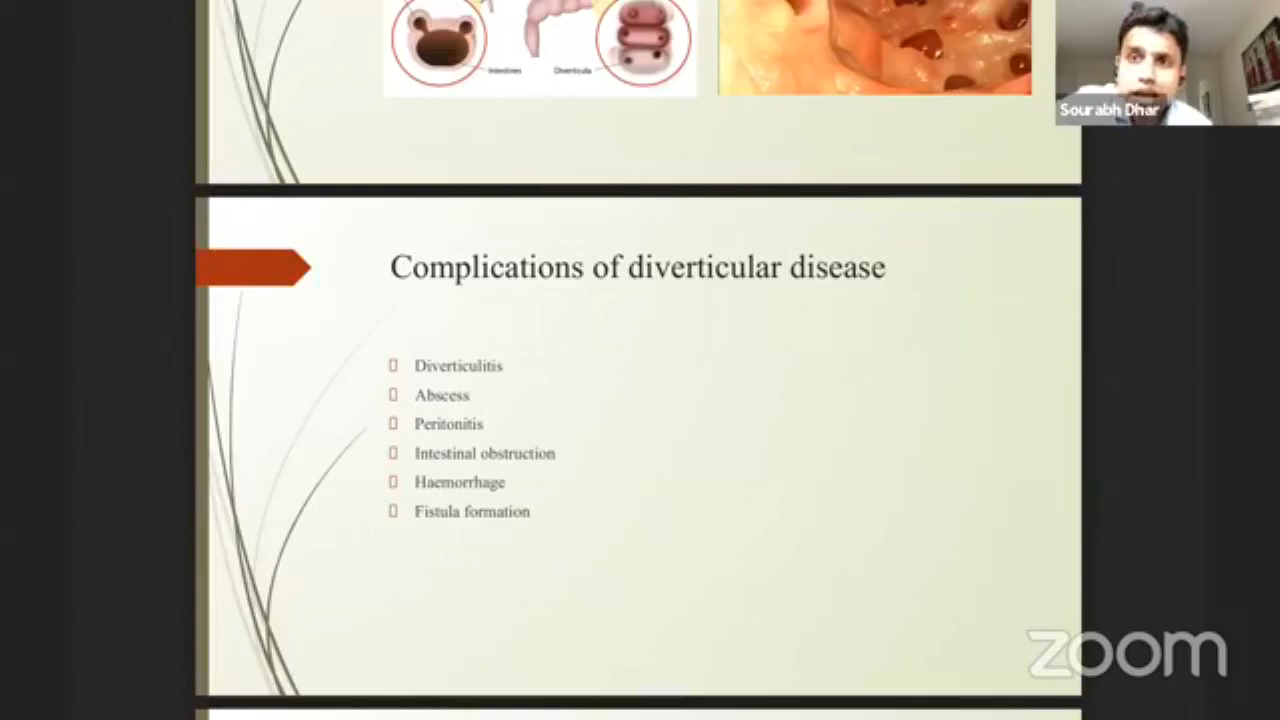 Intestines
Diverticula
Sourabh Dhar
Complications of diverticular disease
Diverticulitis
Abscess
Peritonitis
Intestinal obstruction
Haemorrhage
Fistula formation
zoom